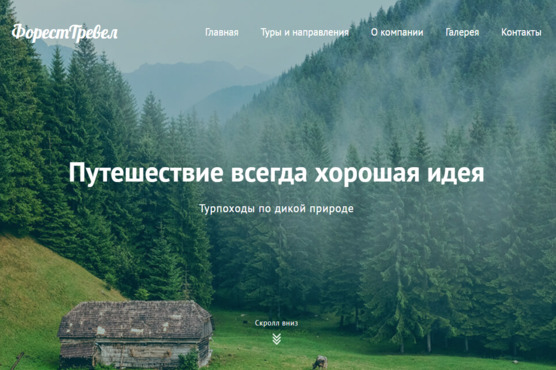 ФорестТревел
Главная Туры и направления О компании Галерея Контакты
Путешествие всегда хорошая идея
Турпоходы по дикой природе
Скролл вниз